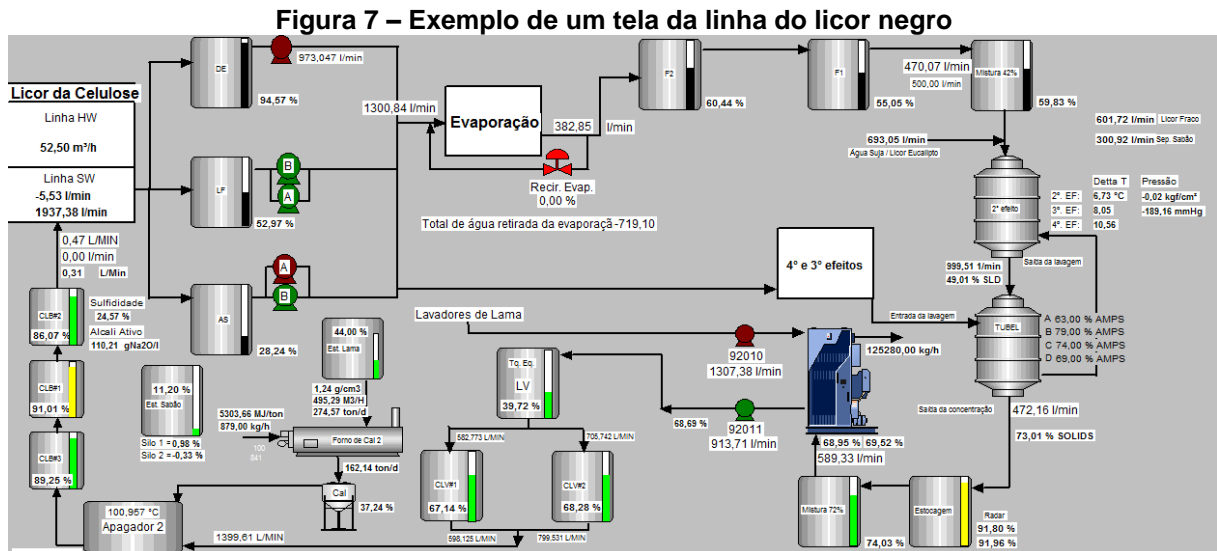 Figura 7 – Exemplo de um tela da linha do licor negro
Licor da Celulose
Linha HW
52,50 m³/h
Linha SW
-5,53 l/min
1937,38 l/min
0,47 L/MIN
0,00 l/min
0,31 L/Min
CLB#2
86,07 %
Sulfididade
24,57 %
Alcali Ativo
110,21 gNa2O/l
CLB#1
91,01 %
CLB#3
89,25 %
DE
94,57 %
973,047 l/min
LF
52,97 %
B
A
AS
28,24 %
A
B
1300,84 l/min
Evaporação
382,85 l/min
Recir. Evap.
0,00 %
Total de água retirada da evaporaçã-719,10
F2
60,44 %
F1
55,05 %
470,07 l/min
500,00 l/min
Mistura 42%
59,83 %
693,05 l/min
Água Suja / Licor Eucalipto
601,72 l/min Licor Fraco
300,92 l/min Sep. Sabão
2° efeito
Detta T Pressão
2ª. EF: 6,73 °C -0,02 kgf/cm²
3ª. EF: 8,05 -189,16 mmHg
4ª. EF: 10,56
Saída da lavagem
999,51 1/min
49,01 % SLD
4º e 3º efeitos
Entrada da lavagem
TUBEL
A 63,00 % AMPS
B 79,00 % AMPS
C 74,00 % AMPS
D 69,00 % AMPS
Saída da concentração
472,16 l/min
73,01 % SOLIDS
Lavadores de Lama
92010
1307,38 l/min
125280,00 kg/h
92011
913,71 l/min
68,69 %
68,95 % 69,52 %
589,33 l/min
Tq. Eq.
LV
39,72 %
582,773 L/MIN
705,742 L/MIN
CLV#1
67,14 %
CLV#2
68,28 %
598,125 L/MIN
799,531 L/MIN
1399,61 L/MIN
Mistura 72%
74,03 %
Estocagem
Radar
91,80 %
91,96 %
44,00 %
Est. Lama
1,24 g/cm3
495,29 M3/H
274,57 ton/d
11,20 %
Est. Sabão
Silo 1 =0,98 %
Silo 2 =-0,33 %
5303,66 MJ/ton
879,00 kg/h
100
841
Forno de Cal 2
162,14 ton/d
Cal
37,24 %
100,957 °C
Apagador 2